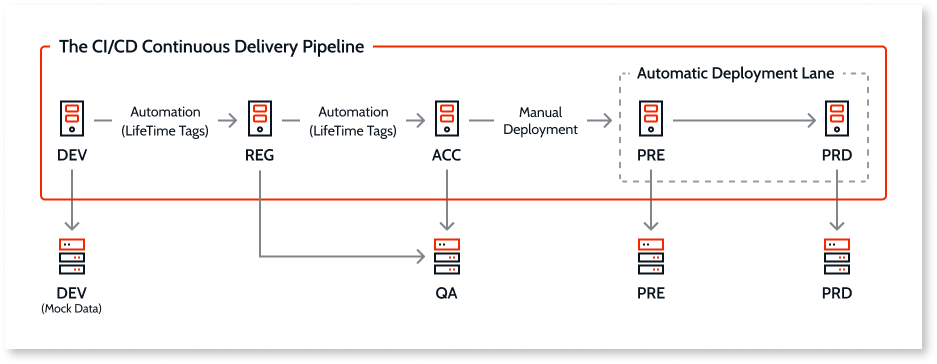 The CI/CD Continuous Delivery Pipeline
Automatic Deployment Lane
Automation
(LifeTime Tags)
Automation
(LifeTime Tags)
Manual
Deployment
DEV
REG
ACC
PRE
PRD
DEV
(Mock Data)
QA
PRE
PRD